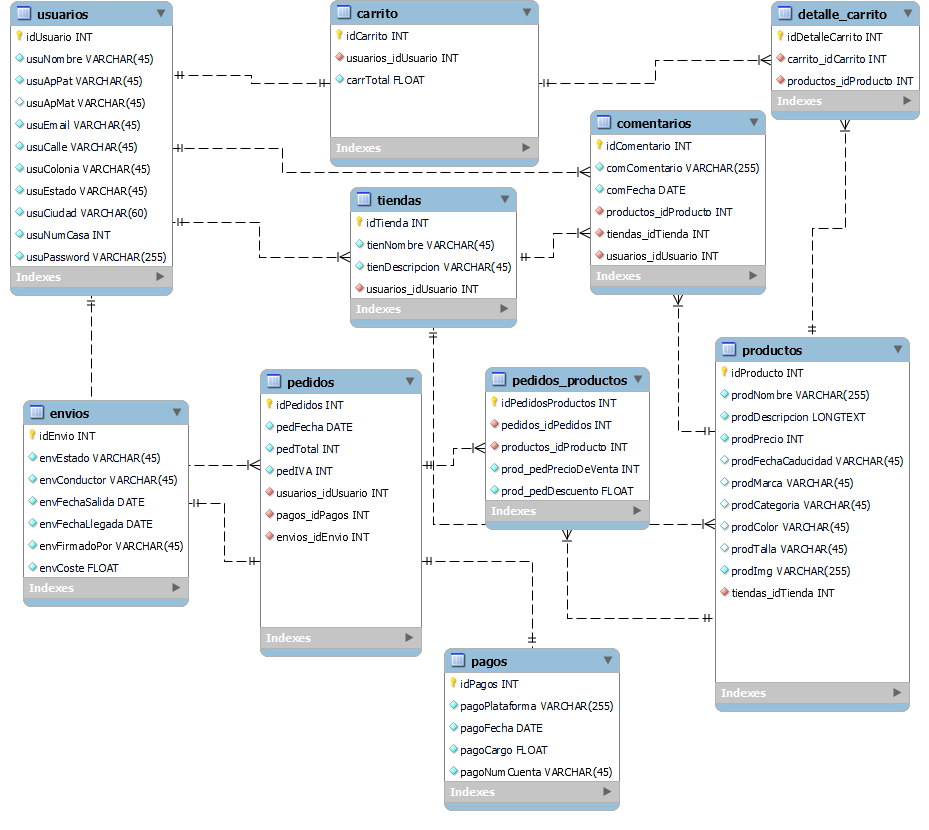 usuarios
idUsuario INT
usuNombre VARCHAR(45)
usuApPat VARCHAR(45)
usuApMat VARCHAR(45)
usuEmail VARCHAR(45)
usuCalle VARCHAR(45)
usuColonia VARCHAR(45)
usuEstado VARCHAR(45)
usuCiudad VARCHAR(60)
usuNumCasa INT
usuPassword VARCHAR(255)
Indexes
carrito
idCarrito INT
usuarios_idUsuario INT
carrTotal FLOAT
Indexes
detalle_carrito
idDetalleCarrito INT
carrito_idCarrito INT
productos_idProducto INT
Indexes
comentarios
idComentario INT
comComentario VARCHAR(255)
comFecha DATE
productos_idProducto INT
tiendas_idTienda INT
usuarios_idUsuario INT
Indexes
tiendas
idTienda INT
tienNombre VARCHAR(45)
tienDescripcion VARCHAR(45)
usuarios_idUsuario INT
Indexes
envios
idEnvio INT
envEstado VARCHAR(45)
envConductor VARCHAR(45)
envFechaSalida DATE
envFechaLlegada DATE
envFirmadoPor VARCHAR(45)
envCoste FLOAT
Indexes
pedidos
idPedidos INT
pedFecha DATE
pedTotal INT
pedIVA INT
usuarios_idUsuario INT
pagos_idPagos INT
envios_idEnvio INT
Indexes
pedidos_productos
idPedidosProductos INT
pedidos_idPedidos INT
productos_idProducto INT
prod_pedPrecioDeVenta INT
prod_pedDescuento FLOAT
Indexes
productos
idProducto INT
prodNombre VARCHAR(255)
prodDescripcion LONGTEXT
prodPrecio INT
prodFechaCaducidad VARCHAR(45)
prodMarca VARCHAR(45)
prodCategoria VARCHAR(45)
prodColor VARCHAR(45)
prodTalla VARCHAR(45)
prodImg VARCHAR(255)
tiendas_idTienda INT
Indexes
pagos
idPagos INT
pagoPlataforma VARCHAR(255)
pagoFecha DATE
pagoCargo FLOAT
pagoNumCuenta VARCHAR(45)
Indexes